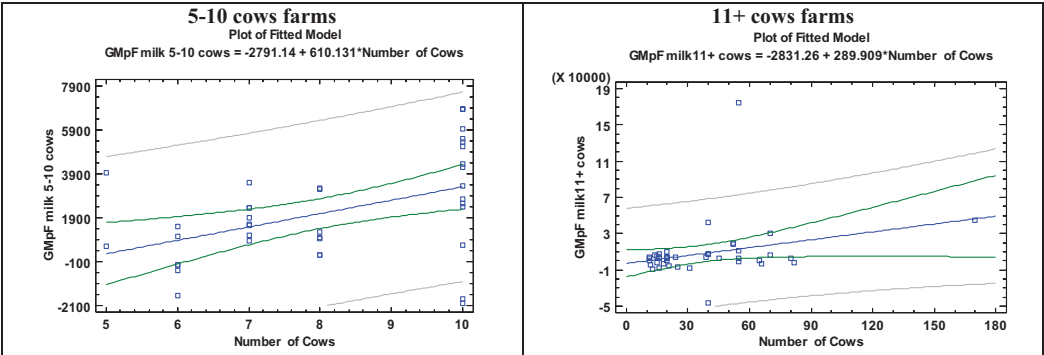 5-10 cows farms
Plot of Fitted Model
GMpF milk 5-10 cows = -2791.14 + 610.131*Number of Cows
GMpF milk 5-10 cows
7900
5900
3900
1900
-100
-2100
5 6 7 8 9 10
Number of Cows
11+ cows farms
Plot of Fitted Model
GMpF milk11+ cows = -2831.26 + 289.909*Number of Cows
(X 10000)
GMpF milk11+ cows
19
15
11
7
3
-1
-5
0 30 60 90 120 150 180
Number of Cows